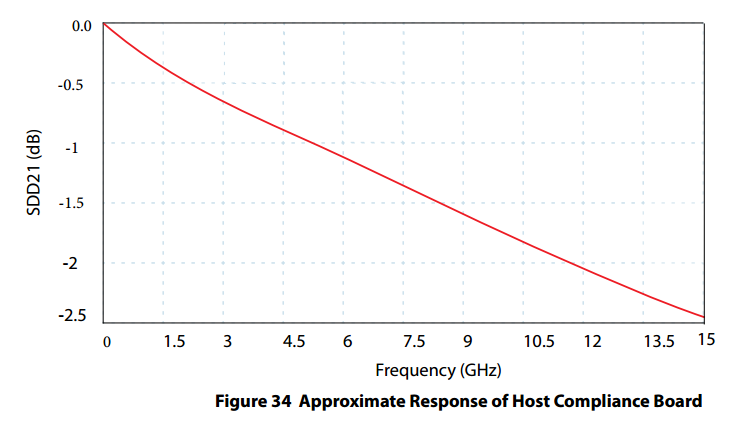 0.0
-0.5
-1
-1.5
-2
-2.5
SDD21 (dB)
0 1.5 3 4.5 6 7.5 9 10.5 12 13.5 15
Frequency (GHz)
Figure 34 Approximate Response of Host Compliance Board